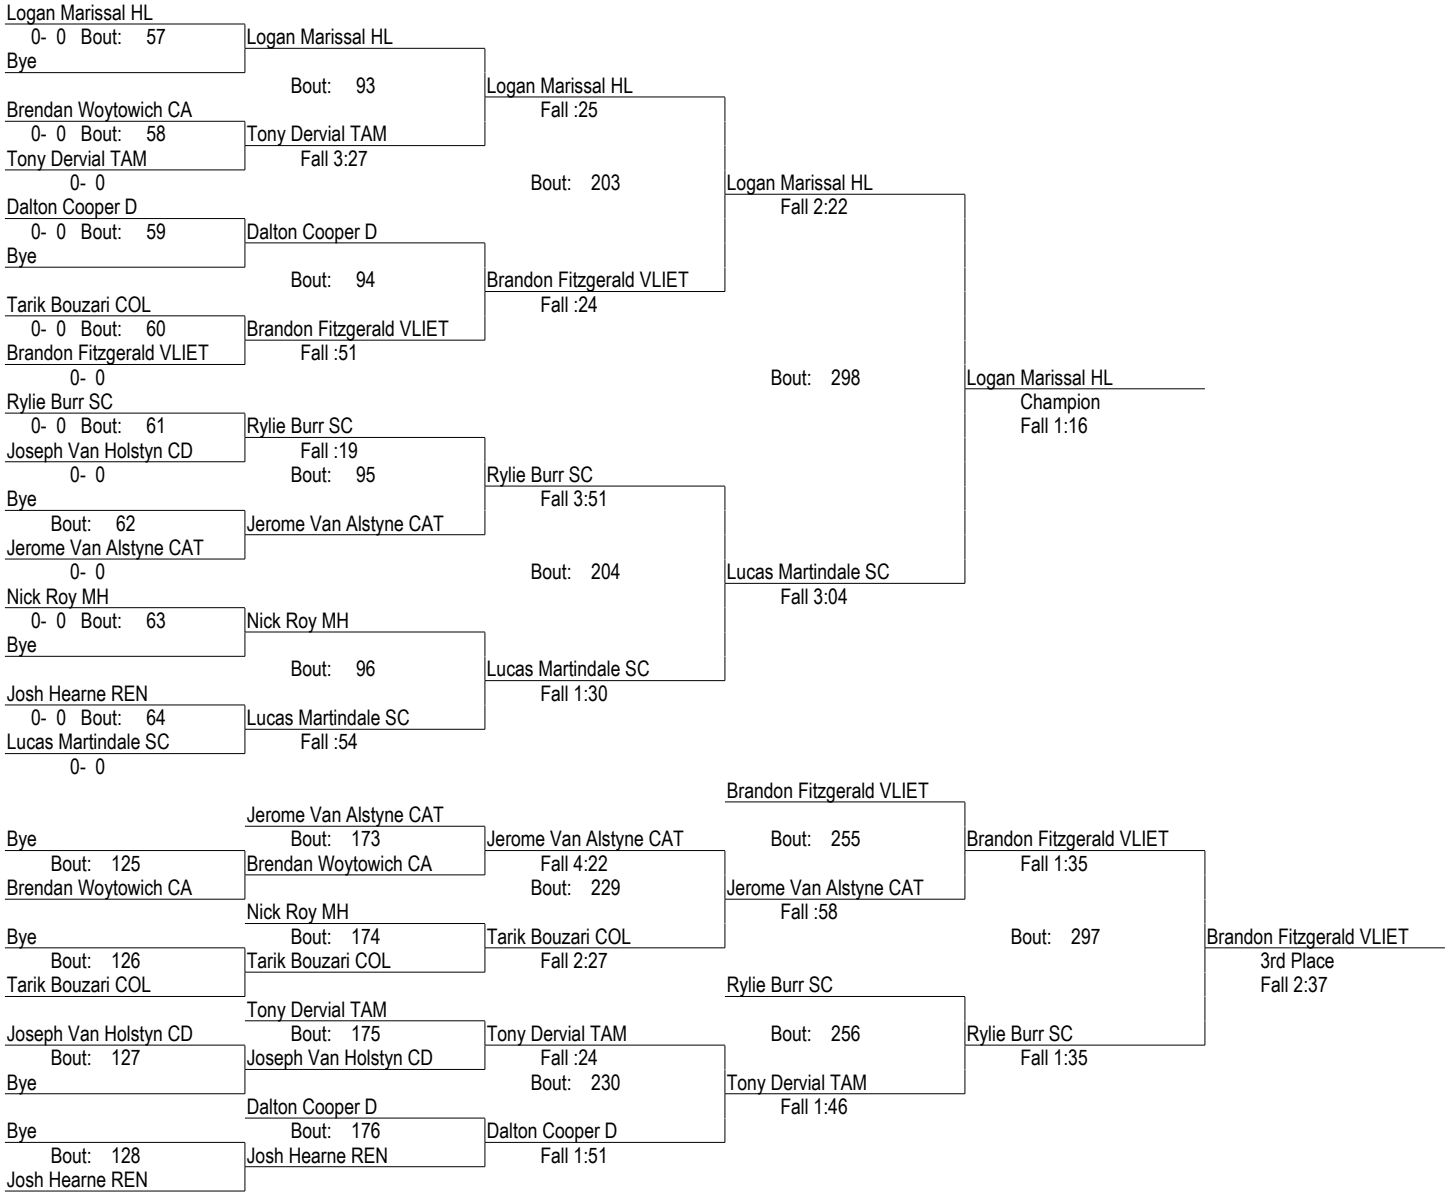 Logan Marissal HL
0- 0 Bout: 57 Logan Marissal HL
Bye
Bout: 93 Logan Marissal HL
Brendan Woytowich CA Fall :25
0- 0 Bout: 58 Tony Dervial TAM
Tony Dervial TAM Fall 3:27
0- 0 Bout: 203 Logan Marissal HL
Dalton Cooper D Fall 2:22
0- 0 Bout: 59 Dalton Cooper D
Bye
Bout: 94 Brandon Fitzgerald VLIET
Tarik Bouzari COL Fall :24
0- 0 Bout: 60 Brandon Fitzgerald VLIET
Brandon Fitzgerald VLIET Fall :51
0- 0 Bout: 298 Logan Marissal HL
Rylie Burr SC Champion
0- 0 Bout: 61 Rylie Burr SC Fall 1:16
Joseph Van Holstyn CD Fall :19
0- 0 Bout: 95 Rylie Burr SC
Bye Fall 3:51
Bout: 62 Jerome Van Alstyne CAT
Jerome Van Alstyne CAT
0- 0 Bout: 204 Lucas Martindale SC
Nick Roy MH Fall 3:04
0- 0 Bout: 63 Nick Roy MH
Bye
Bout: 96 Lucas Martindale SC
Josh Hearne REN Fall 1:30
0- 0 Bout: 64 Lucas Martindale SC
Lucas Martindale SC Fall :54
0- 0
Brandon Fitzgerald VLIET
Jerome Van Alstyne CAT
Bye Bout: 173 Jerome Van Alstyne CAT Bout: 255 Brandon Fitzgerald VLIET
Bout: 125 Brendan Woytowich CA Fall 4:22 Fall 1:35
Brendan Woytowich CA Bout: 229 Jerome Van Alstyne CAT
Nick Roy MH Fall :58
Bye Bout: 174 Tarik Bouzari COL Bout: 297 Brandon Fitzgerald VLIET
Bout: 126 Tarik Bouzari COL Fall 2:27 3rd Place
Tarik Bouzari COL Rylie Burr SC Fall 2:37
Tony Dervial TAM
Joseph Van Holstyn CD Bout: 175 Tony Dervial TAM Bout: 256 Rylie Burr SC
Bout: 127 Joseph Van Holstyn CD Fall :24 Fall 1:35
Bye Bout: 230 Tony Dervial TAM
Dalton Cooper D Fall 1:46
Bye Bout: 176 Dalton Cooper D
Bout: 128 Josh Hearne REN Fall 1:51
Josh Hearne REN